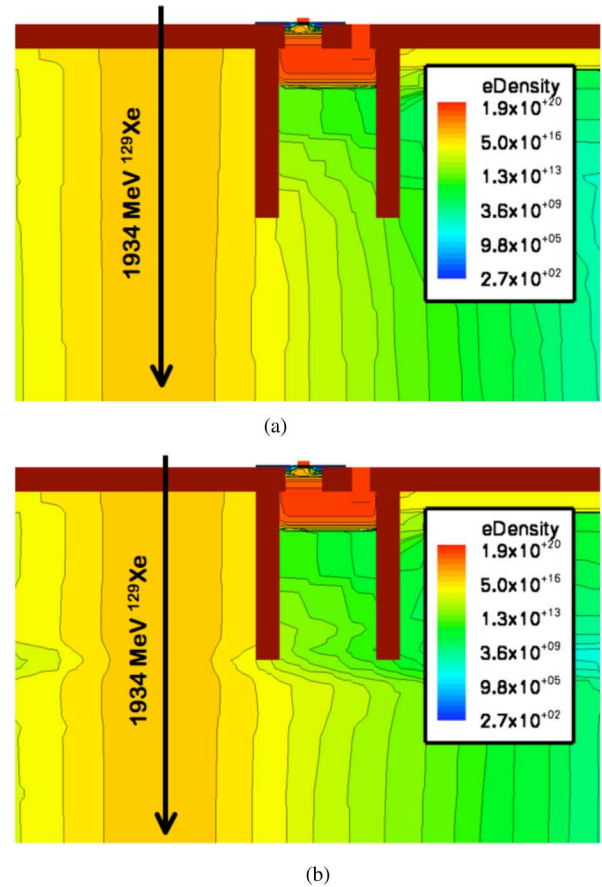 1934 MeV ¹²⁹Xe
eDensity
1.9x10⁺²⁰
5.0x10⁺¹⁶
1.3x10⁺¹³
3.6x10⁺⁰⁹
9.8x10⁺⁰⁵
2.7x10⁺⁰²
(a)
1934 MeV ¹²⁹Xe
eDensity
1.9x10⁺²⁰
5.0x10⁺¹⁶
1.3x10⁺¹³
3.6x10⁺⁰⁹
9.8x10⁺⁰⁵
2.7x10⁺⁰²
(b)